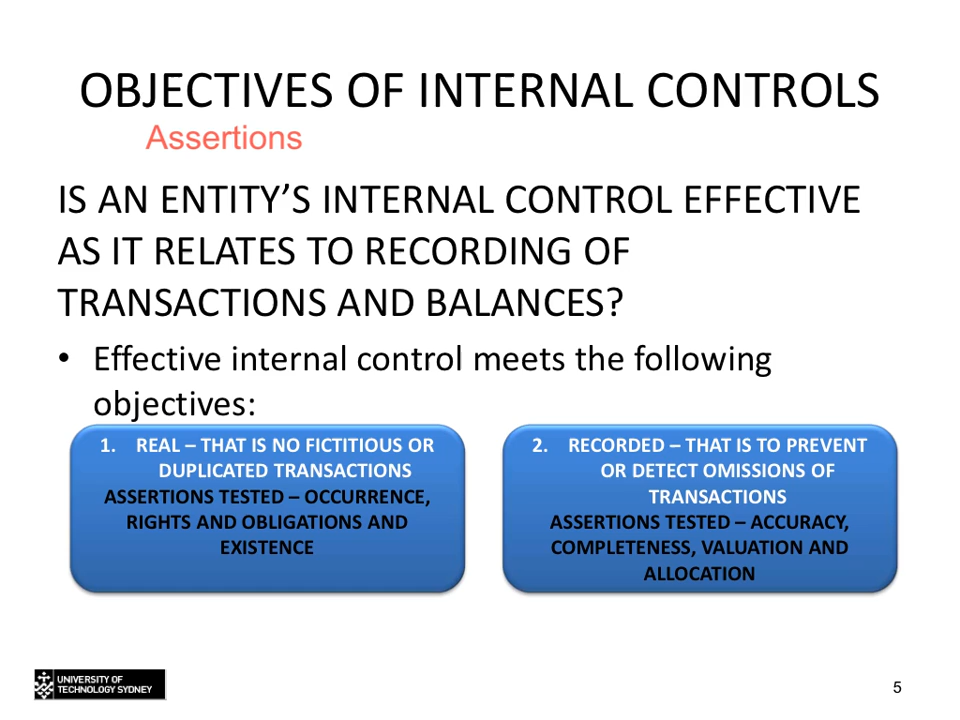 OBJECTIVES OF INTERNAL CONTROLS
Assertions
IS AN ENTITY’S INTERNAL CONTROL EFFECTIVE
AS IT RELATES TO RECORDING OF
TRANSACTIONS AND BALANCES?
• Effective internal control meets the following
objectives:
1. REAL – THAT IS NO FICTITIOUS OR
DUPLICATED TRANSACTIONS
ASSERTIONS TESTED – OCCURRENCE,
RIGHTS AND OBLIGATIONS AND
EXISTENCE
2. RECORDED – THAT IS TO PREVENT
OR DETECT OMISSIONS OF
TRANSACTIONS
ASSERTIONS TESTED – ACCURACY,
COMPLETENESS, VALUATION AND
ALLOCATION
UNIVERSITY OF
TECHNOLOGY SYDNEY
5